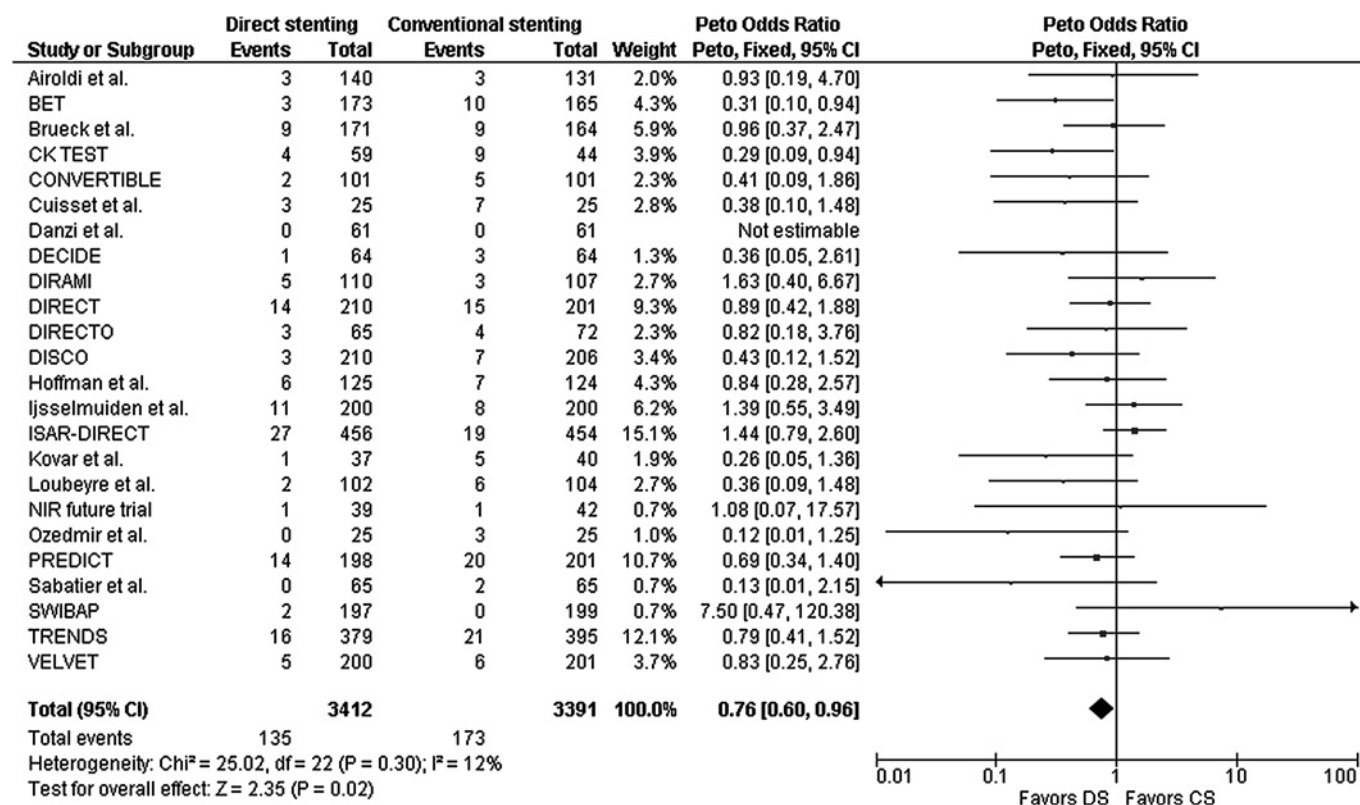 Direct stenting Conventional stenting Peto Odds Ratio Peto Odds Ratio
Study or Subgroup Events Total Events Total Weight Peto, Fixed, 95% CI Peto, Fixed, 95% CI
Airoldi et al. 3 140 3 131 2.0% 0.93 [0.19, 4.70]
BET 3 173 10 165 4.3% 0.31 [0.10, 0.94]
Brueck et al. 9 171 9 164 5.9% 0.96 [0.37, 2.47]
CK TEST 4 59 9 44 3.9% 0.29 [0.09, 0.94]
CONVERTIBLE 2 101 5 101 2.3% 0.41 [0.09, 1.86]
Cuisset et al. 3 25 7 25 2.8% 0.38 [0.10, 1.48]
Danzi et al. 0 61 0 61 Not estimable
DECIDE 1 64 3 64 1.3% 0.36 [0.05, 2.61]
DIRAMI 5 110 3 107 2.7% 1.63 [0.40, 6.67]
DIRECT 14 210 15 201 9.3% 0.89 [0.42, 1.88]
DIRECTO 3 65 4 72 2.3% 0.82 [0.18, 3.76]
DISCO 3 210 7 206 3.4% 0.43 [0.12, 1.52]
Hoffman et al. 6 125 7 124 4.3% 0.84 [0.28, 2.57]
Ijsselmuiden et al. 11 200 8 200 6.2% 1.39 [0.55, 3.49]
ISAR-DIRECT 27 456 19 454 15.1% 1.44 [0.79, 2.60]
Kovar et al. 1 37 5 40 1.9% 0.26 [0.05, 1.36]
Loubeyre et al. 2 102 6 104 2.7% 0.36 [0.09, 1.48]
NIR future trial 1 39 1 42 0.7% 1.08 [0.07, 17.57]
Ozedmir et al. 0 25 3 25 1.0% 0.12 [0.01, 1.25]
PREDICT 14 198 20 201 10.7% 0.69 [0.34, 1.40]
Sabatier et al. 0 65 2 65 0.7% 0.13 [0.01, 2.15]
SWIBAP 2 197 0 199 0.7% 7.50 [0.47, 120.38]
TRENDS 16 379 21 395 12.1% 0.79 [0.41, 1.52]
VELVET 5 200 6 201 3.7% 0.83 [0.25, 2.76]
Total (95% CI) 3412 3391 100.0% 0.76 [0.60, 0.96]
Total events 135 173
Heterogeneity: Chi² = 25.02, df = 22 (P = 0.30); I² = 12%
Test for overall effect: Z = 2.35 (P = 0.02)
0.01 0.1 1 10 100
Favors DS Favors CS